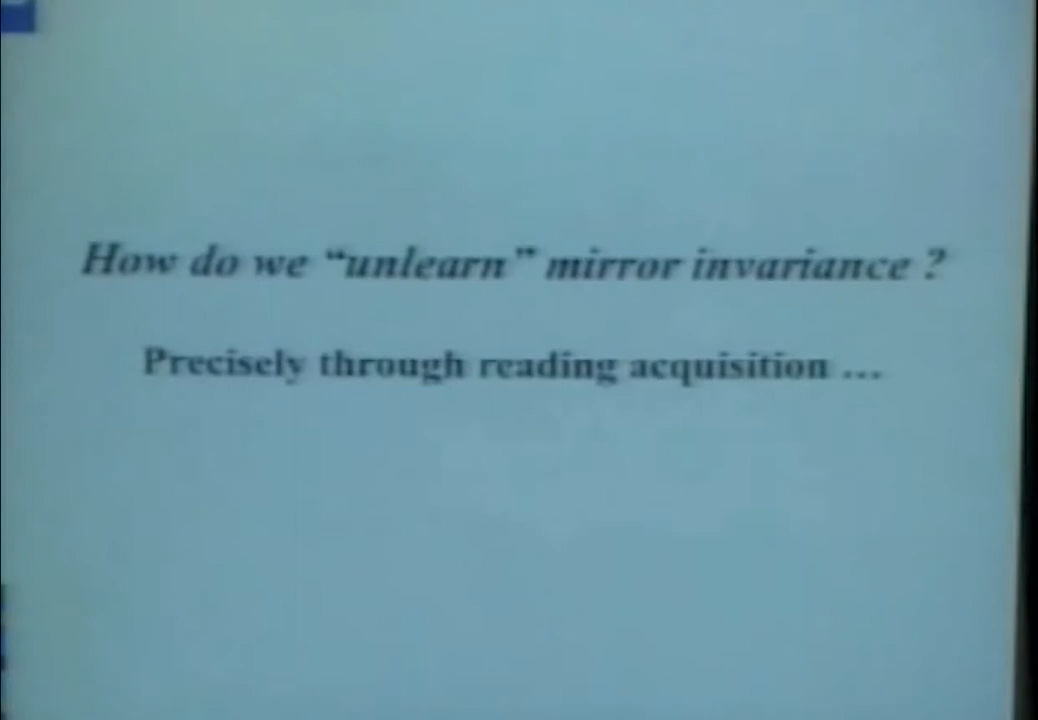 How do we “unlearn” mirror invariance ?
Precisely through reading acquisition ...